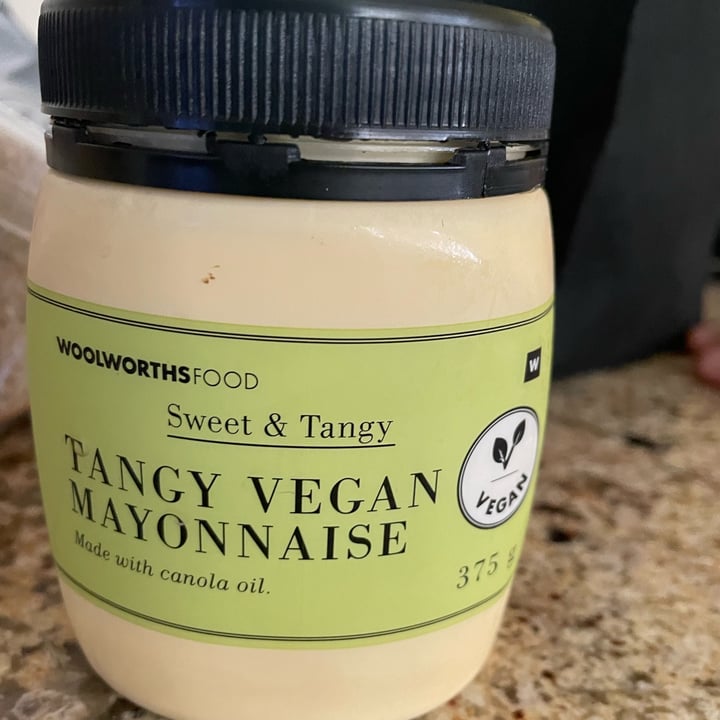 WOOLWORTHSFOOD
W
Sweet & Tangy
TANGY VEGAN
MAYONNAISE
Made with canola oil.
VEGAN
375 g